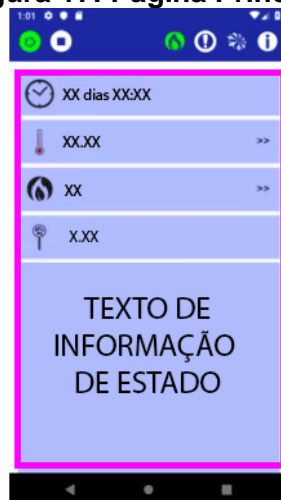 1:01
XX dias XX:XX
XX.XX >>
XX >>
X.XX
TEXTO DE
INFORMAÇÃO
DE ESTADO